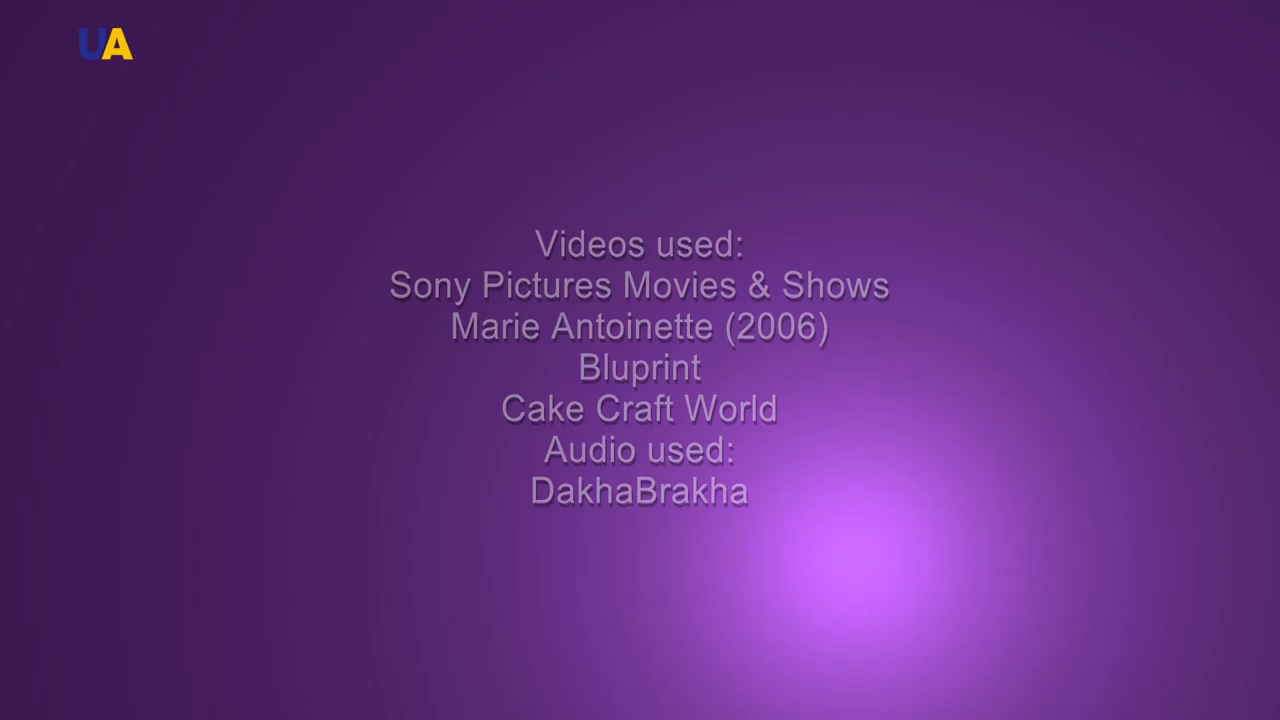 UA
Videos used:
Sony Pictures Movies & Shows
Marie Antoinette (2006)
Bluprint
Cake Craft World
Audio used:
DakhaBrakha